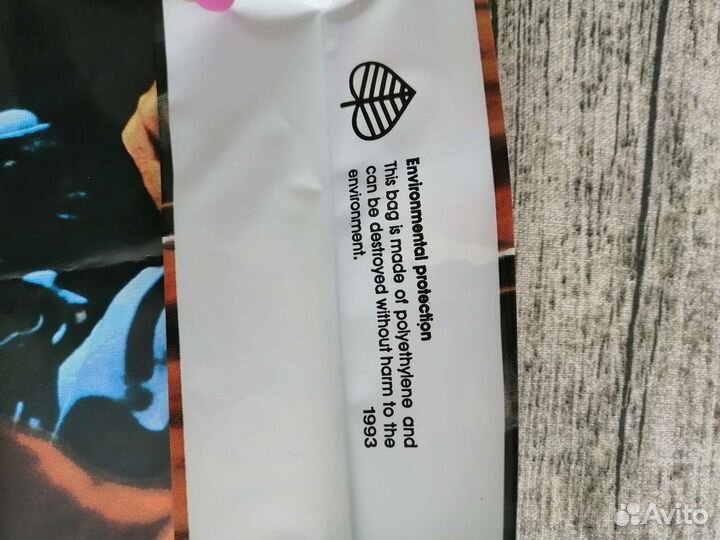 Environmental protection
This bag is made of polyethylene and
can be destroyed without harm to the
environment.
1993
Avito